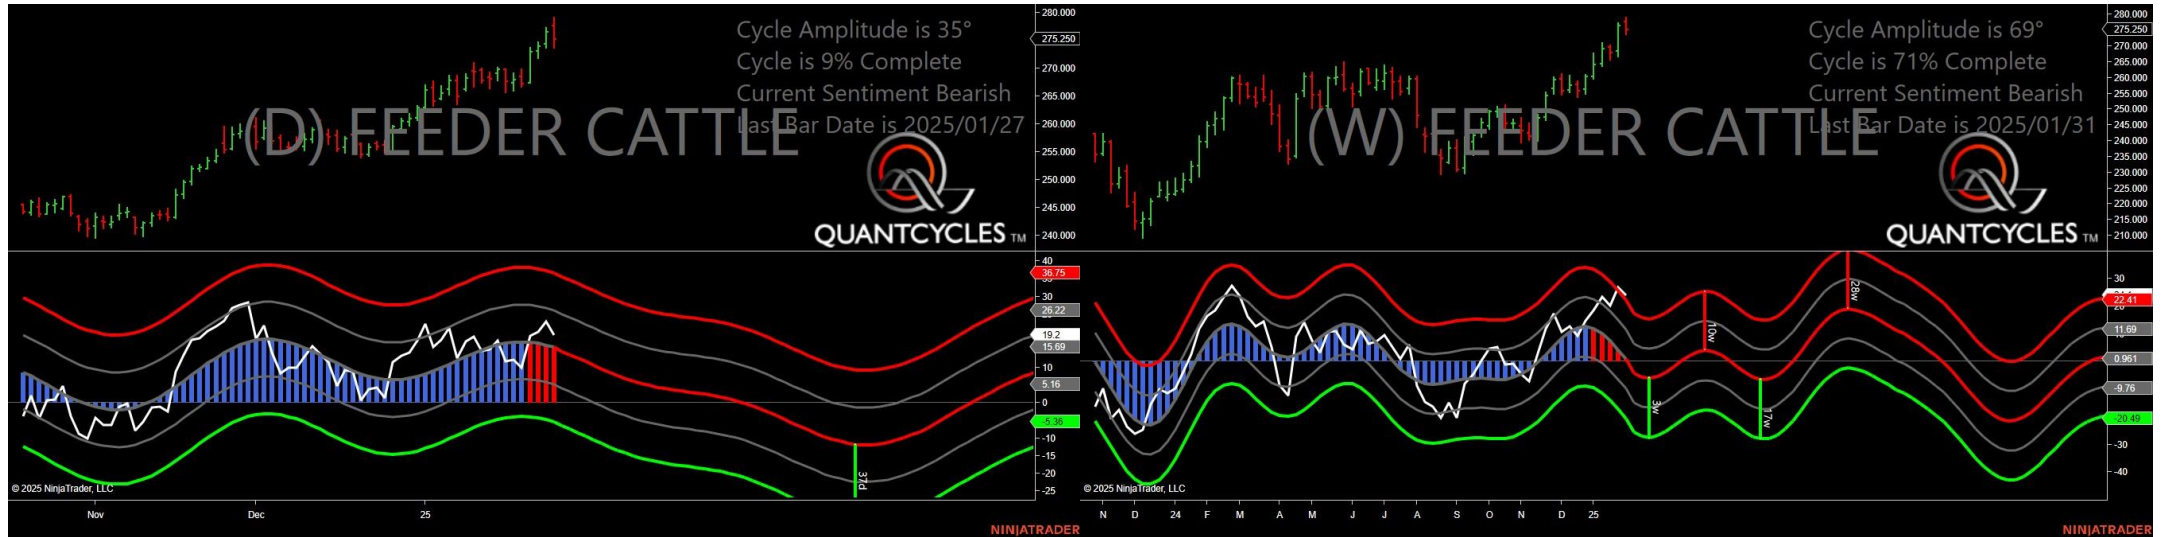 Cycle Amplitude is 35°
Cycle is 9% Complete
Current Sentiment Bearish
Last Bar Date is 2025/01/27
(D) FEEDER CATTLE
QUANTCYCLES TM
280.000
275.250
270.000
265.000
260.000
255.000
250.000
245.000
240.000
40
36.75
30
26.22
19.2
15.69
10
5.16
0
-5.36
-10
-15
-20
-25
37d
© 2025 NinjaTrader, LLC
Nov Dec 25
NINJATRADER
Cycle Amplitude is 69°
Cycle is 71% Complete
Current Sentiment Bearish
Last Bar Date is 2025/01/31
(W) FEEDER CATTLE
QUANTCYCLES TM
280.000
275.250
270.000
265.000
260.000
255.000
250.000
245.000
240.000
235.000
230.000
225.000
220.000
215.000
210.000
30
22.41
11.69
0.961
-9.76
-20.49
-30
-40
10w
28w
3w
17w
© 2025 NinjaTrader, LLC
N D 24 F M A M J J A S O N D 25
NINJATRADER